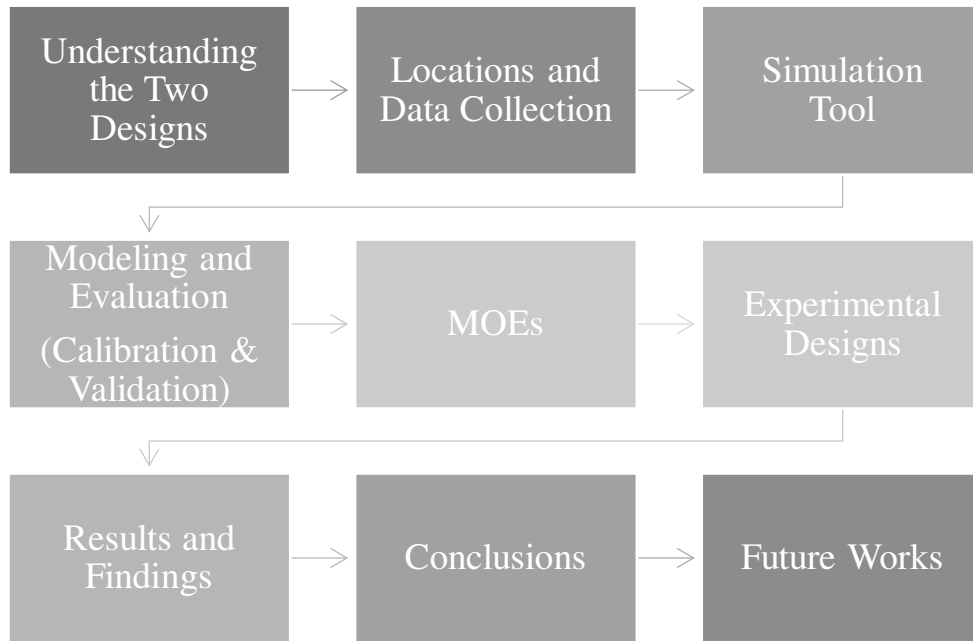 Understanding
the Two
Designs
Locations and
Data Collection
Simulation
Tool
Modeling and
Evaluation
(Calibration &
Validation)
MOEs
Experimental
Designs
Results and
Findings
Conclusions
Future Works